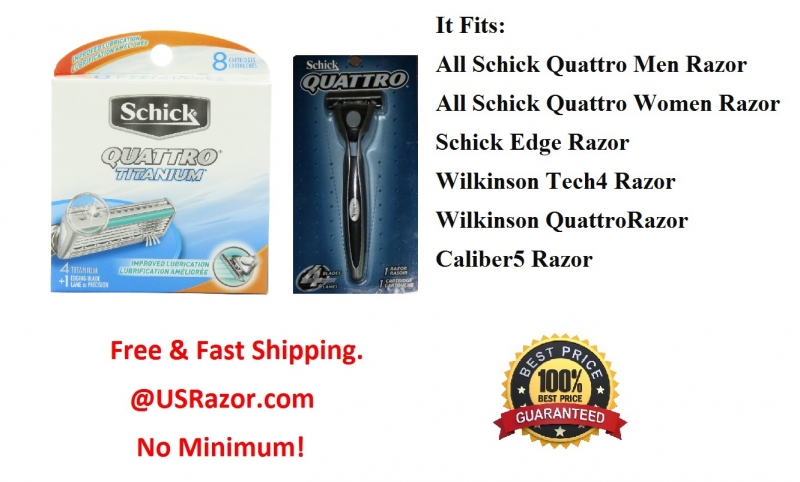 IMPROVED LUBRICATION
LUBRIFICATION AMÉLIORÉE
8 CARTRIDGES
CARTOUCHES
Schick
QUATTRO
TITANIUM
IMPROVED LUBRICATION
LUBRIFICATION AMÉLIORÉE
4 TITANIUM
+1 EDGING BLADE
LAME DE PRÉCISION
Schick
QUATTRO
4 BLADES
LAMES
1 RAZOR
RASOIR
1 CARTRIDGE
CARTOUCHE
It Fits:
All Schick Quattro Men Razor
All Schick Quattro Women Razor
Schick Edge Razor
Wilkinson Tech4 Razor
Wilkinson QuattroRazor
Caliber5 Razor
Free & Fast Shipping.
@USRazor.com
No Minimum!
BEST PRICE
100%
BEST PRICE
GUARANTEED